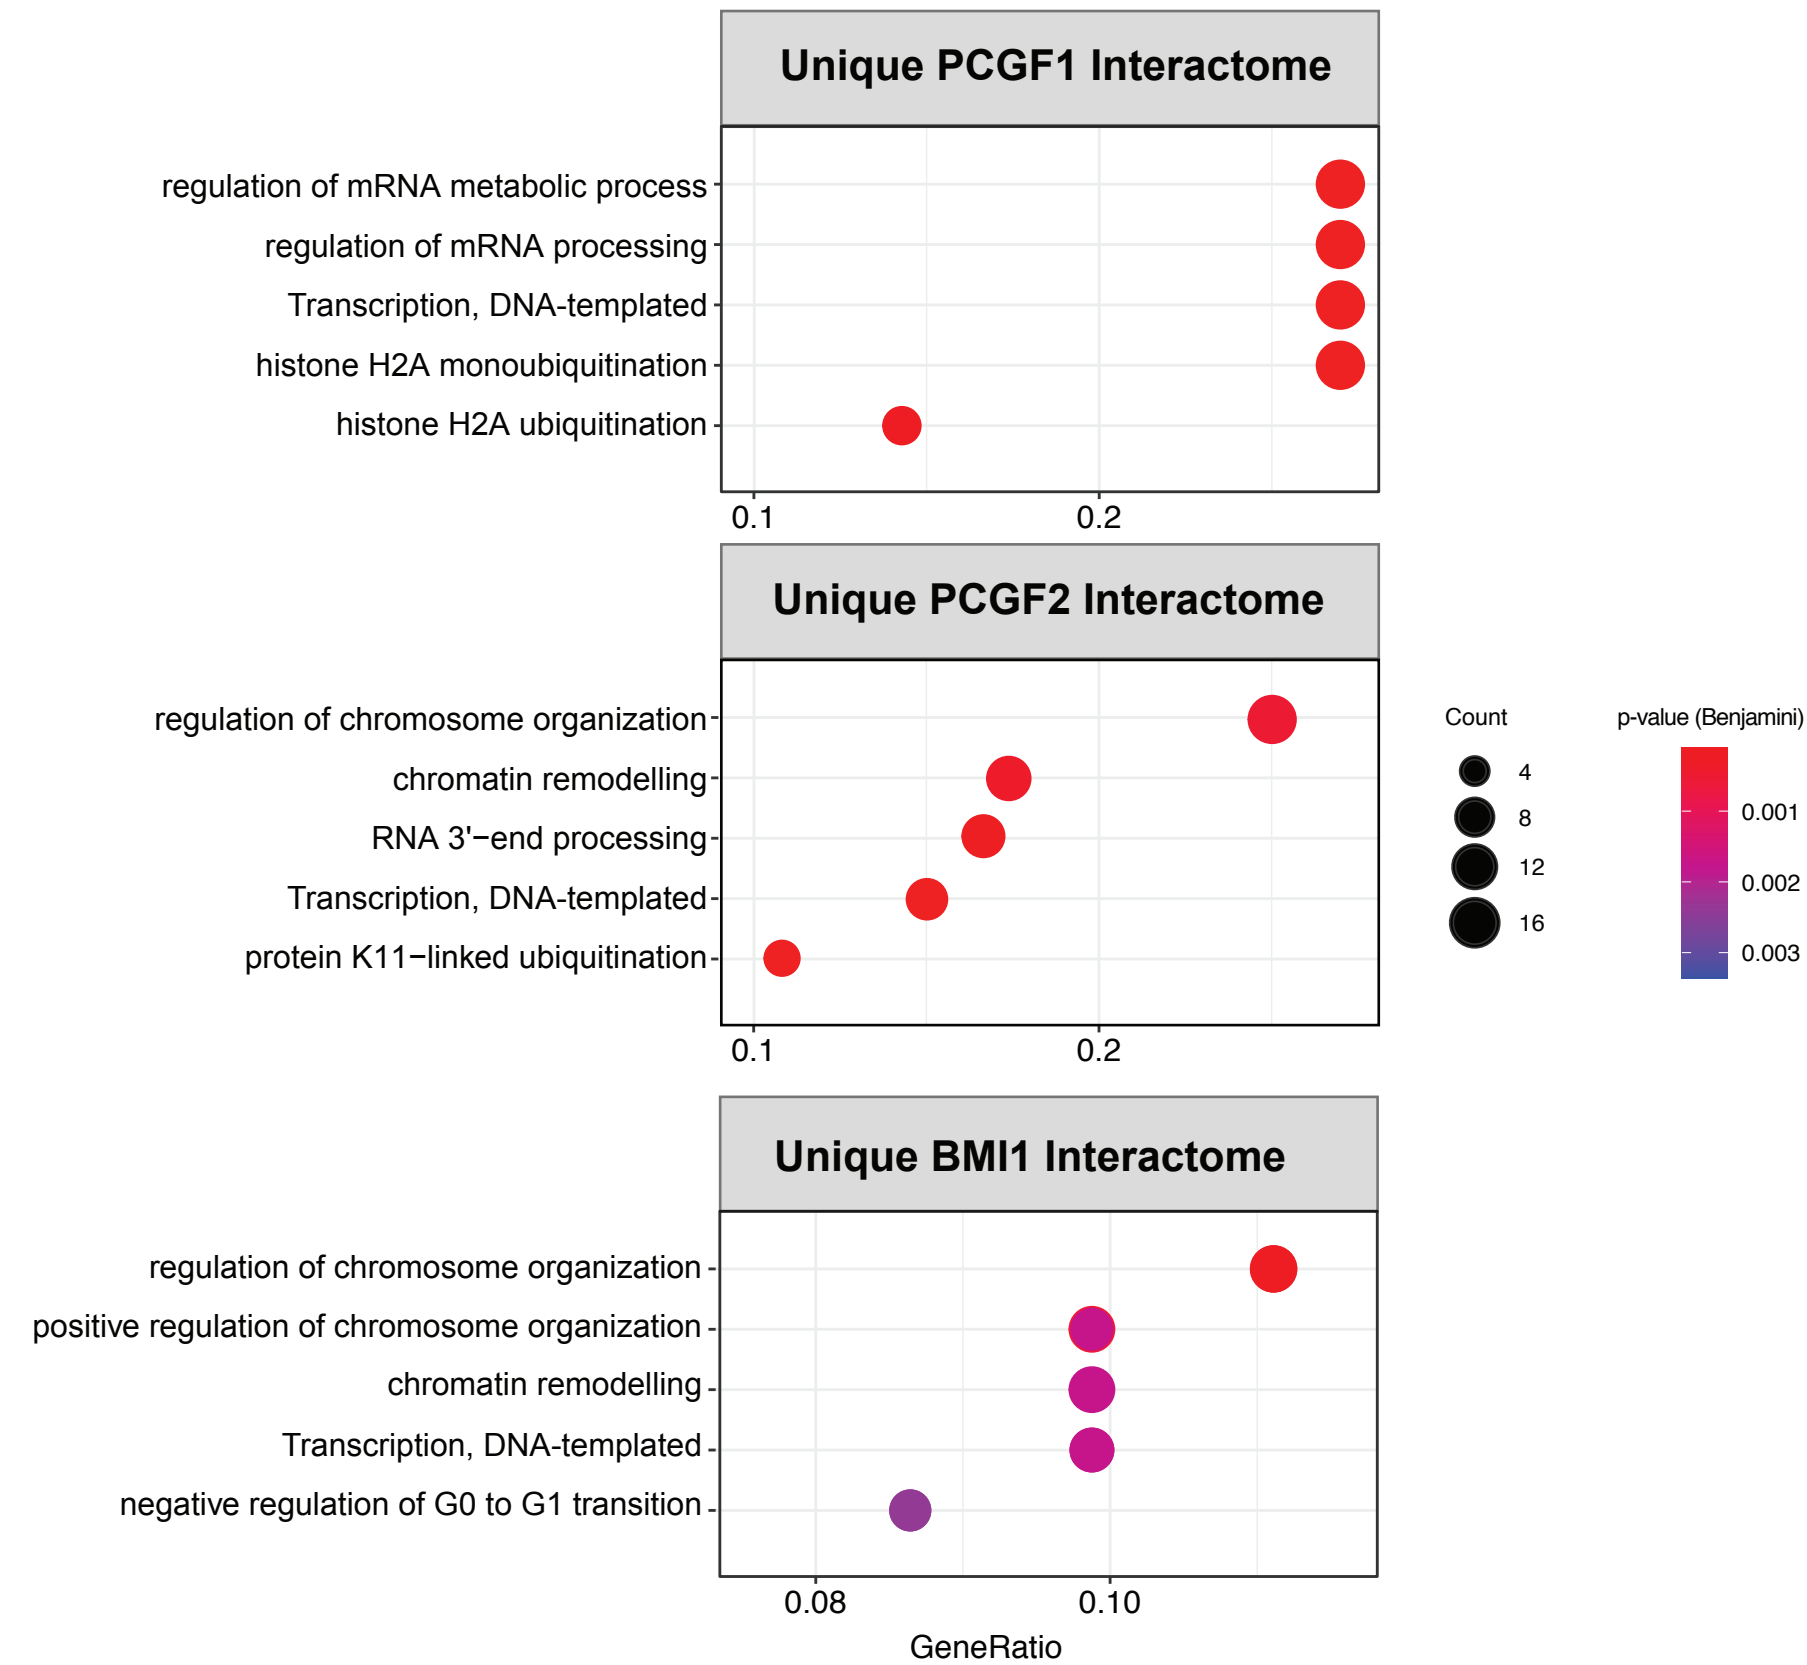 Unique PCGF1 Interactome
regulation of mRNA metabolic process
regulation of mRNA processing
Transcription, DNA-templated
histone H2A monoubiquitination
histone H2A ubiquitination
0.1
0.2
Unique PCGF2 Interactome
regulation of chromosome organization
chromatin remodelling
RNA 3'−end processing
Transcription, DNA-templated
protein K11−linked ubiquitination
0.1
0.2
Count
4
8
12
16
p-value (Benjamini)
0.001
0.002
0.003
Unique BMI1 Interactome
regulation of chromosome organization
positive regulation of chromosome organization
chromatin remodelling
Transcription, DNA-templated
negative regulation of G0 to G1 transition
0.08
0.10
GeneRatio